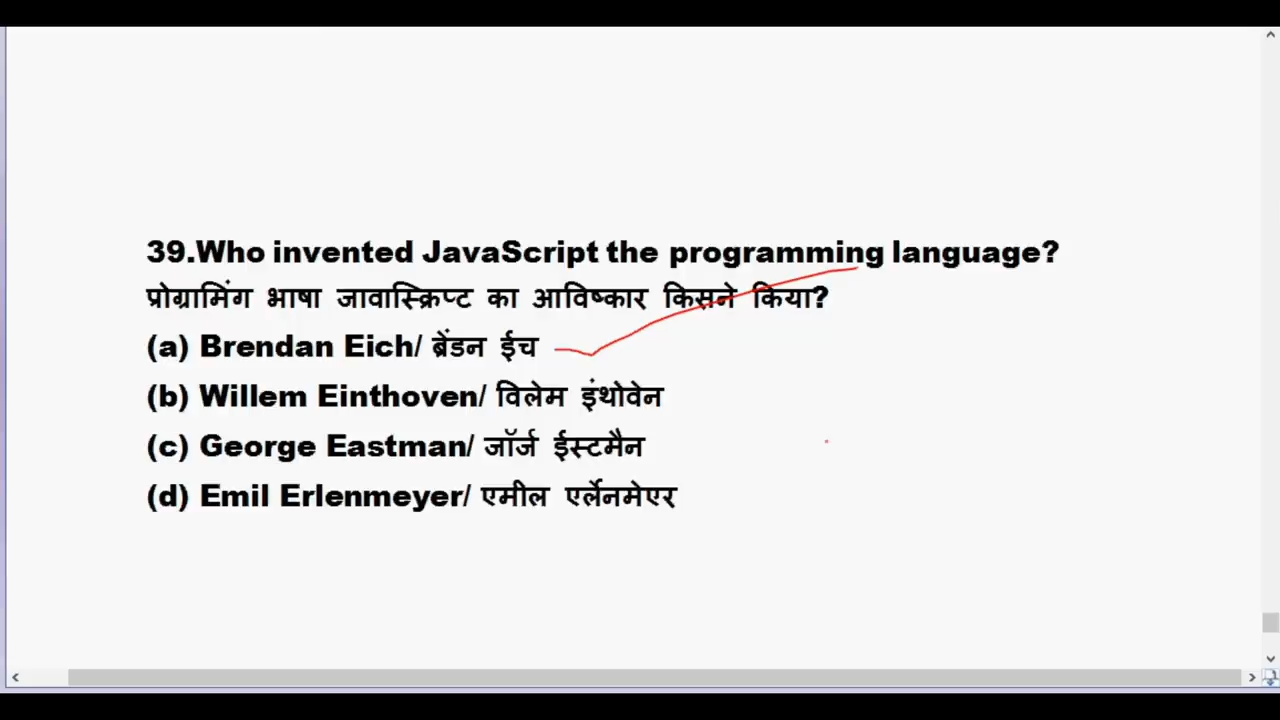 39.Who invented JavaScript the programming language?
प्रोग्रामिंग भाषा जावास्क्रिप्ट का आविष्कार किसने किया?
(a) Brendan Eich/ ब्रेंडन ईच
(b) Willem Einthoven/ विलेम इंथोवेन
(c) George Eastman/ जॉर्ज ईस्टमैन
(d) Emil Erlenmeyer/ एमील एर्लेनमेएर